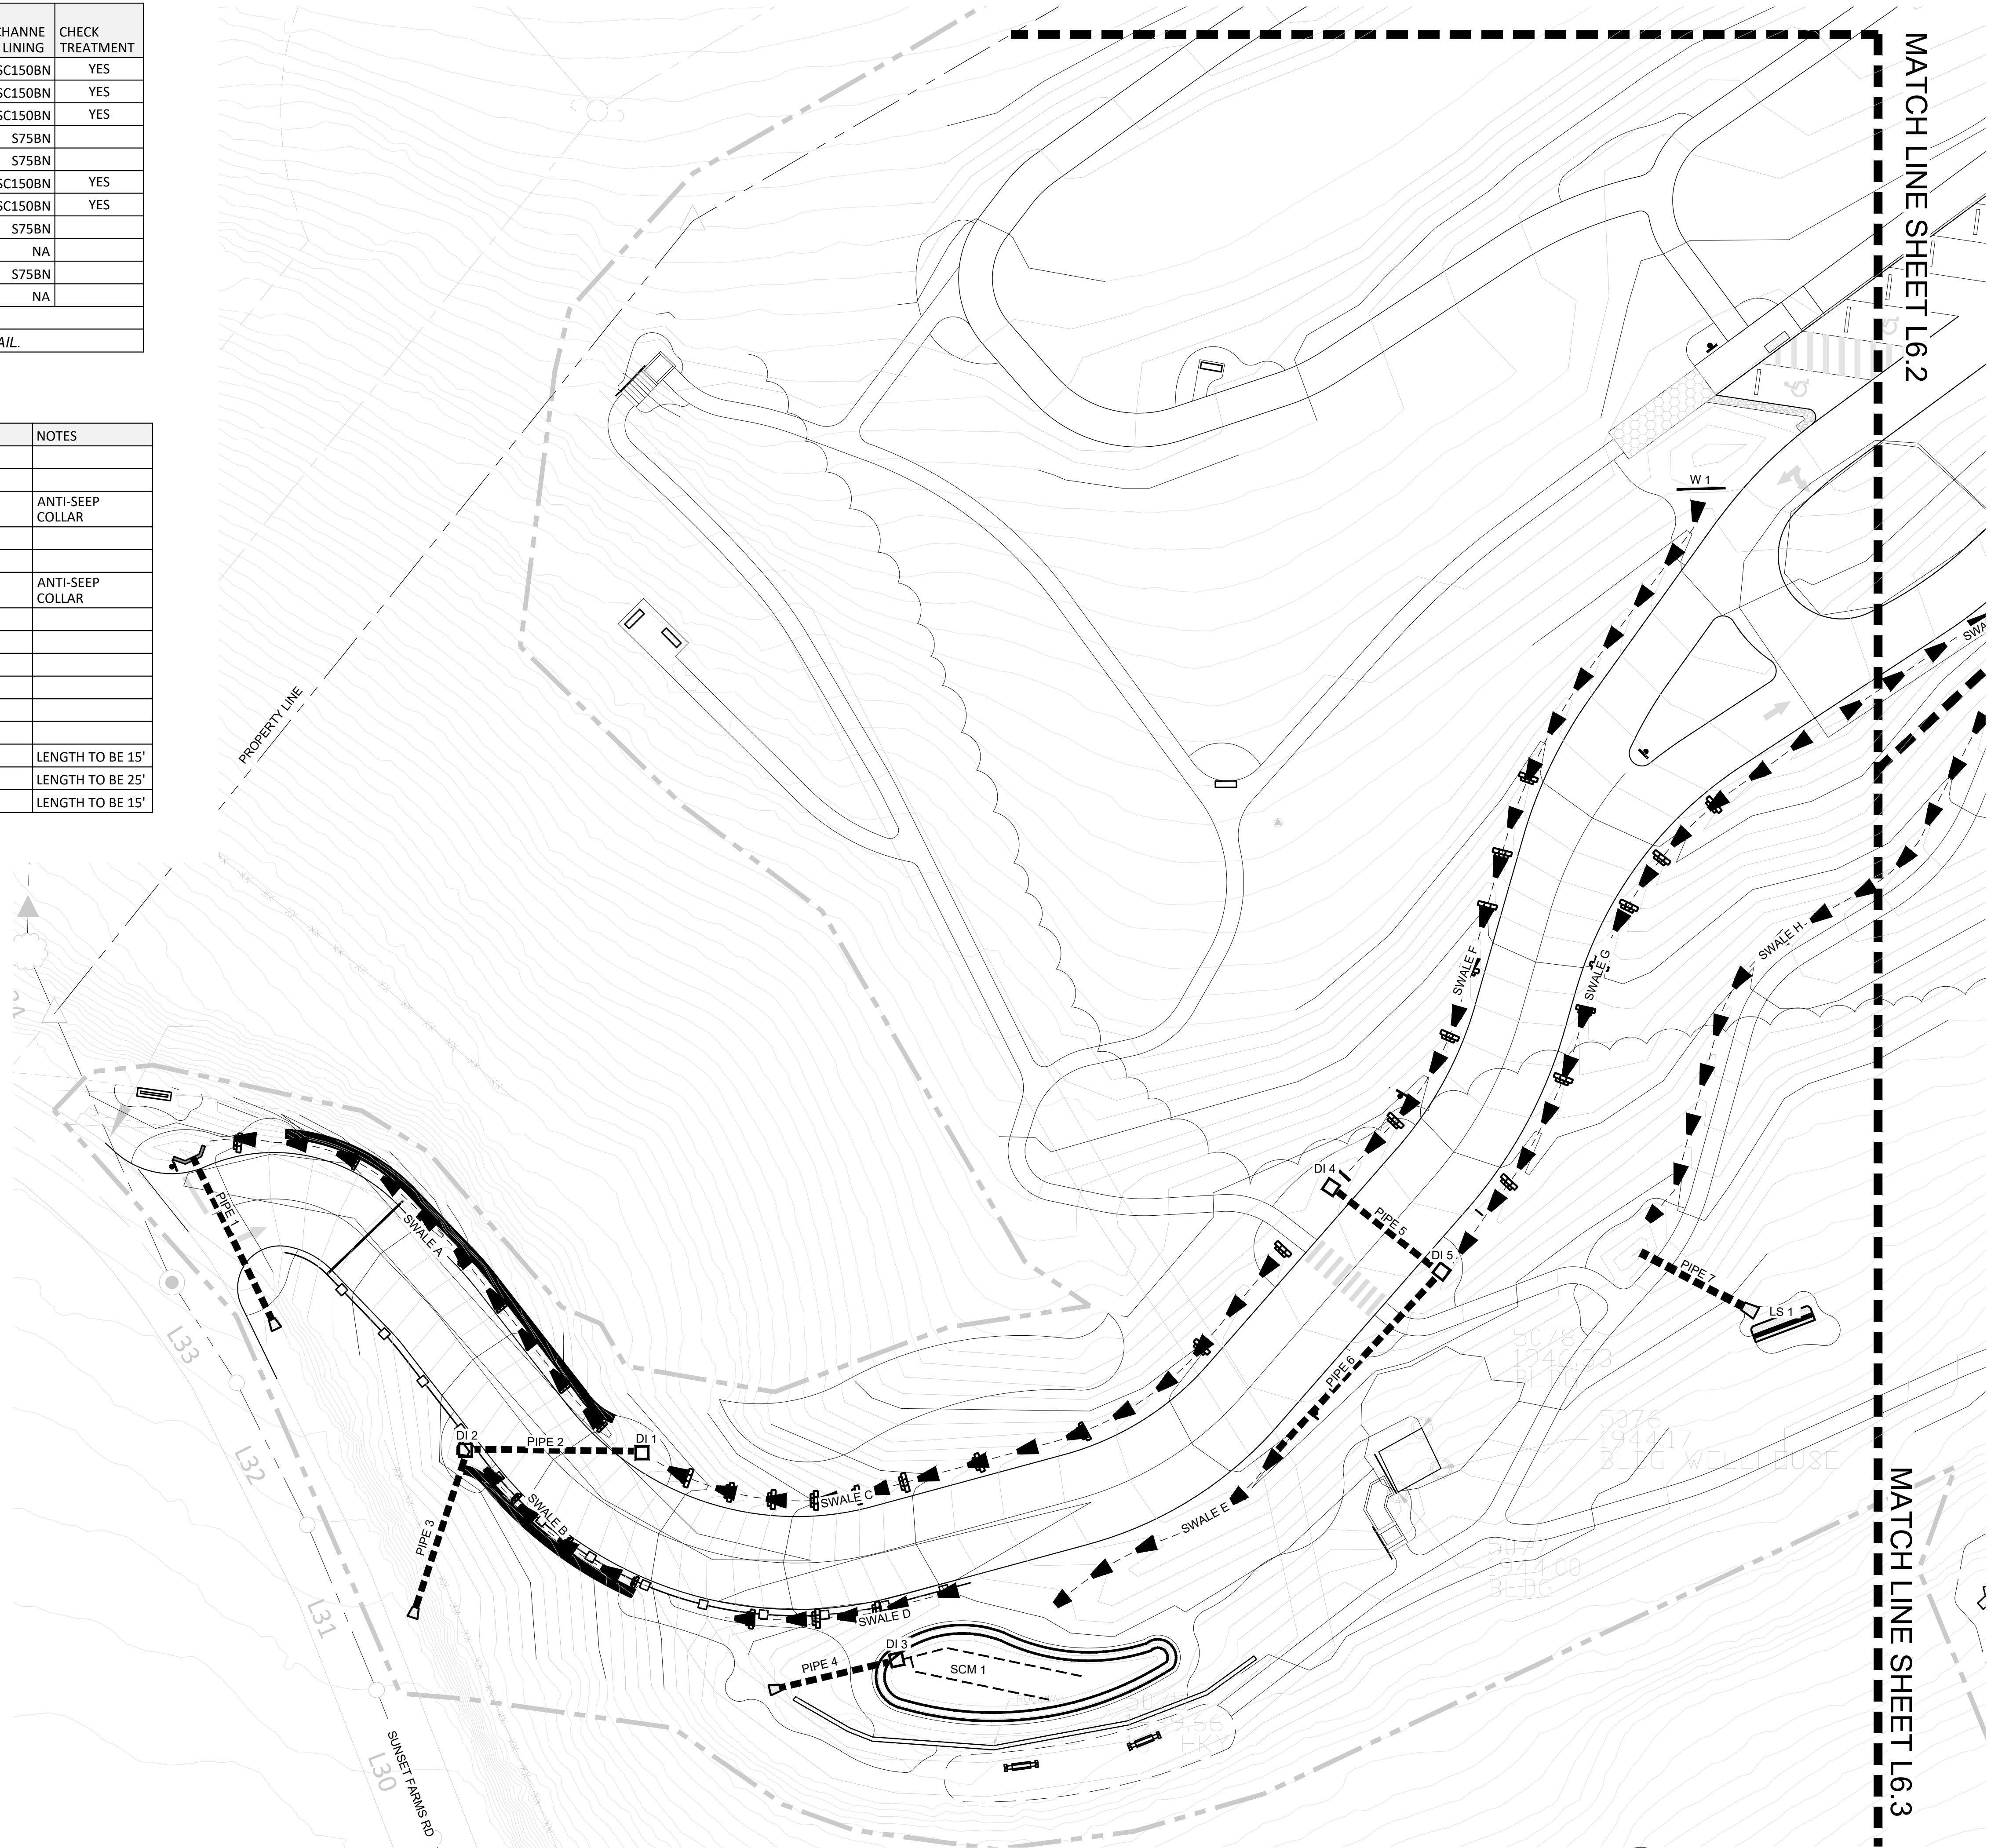 CHECK
LINING TREATMENT
SC150BN YES
SC150BN YES
SC150BN YES
S75BN
S75BN
SC150BN YES
SC150BN YES
S75BN
NA
S75BN
NA
NOTES
ANTI-SEEP
COLLAR
ANTI-SEEP
COLLAR
LENGTH TO BE 15'
LENGTH TO BE 25'
LENGTH TO BE 15'
MATCH LINE SHEET L6.2
W 1
PROPERTY LINE
SWALE F
SWALE G
SWALE H
PIPE 1
SWALE A
DI 4
PIPE 5
DI 5
PIPE 7
LS 1
L33
L32
L31
L30
DI 2
PIPE 2
DI 1
PIPE 3
SWALE B
SWALE C
PIPE 6
SWALE E
SWALE D
DI 3
PIPE 4
SCM 1
5078
5076
1944.17
BLDG WELLHOUSE
1944.00
BLDG
HKY
SUNSET FARMS RD
MATCH LINE SHEET L6.3